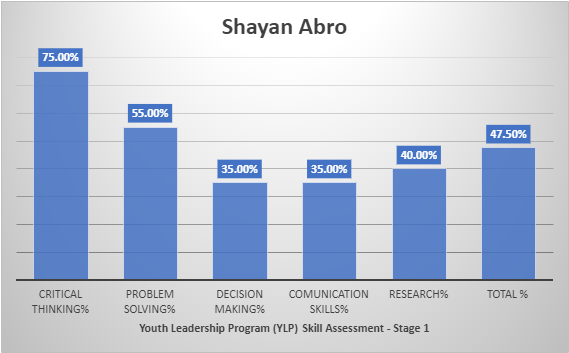 Shayan Abro
75.00%
55.00%
35.00%
35.00%
40.00%
47.50%
CRITICAL
THINKING%
PROBLEM
SOLVING%
DECISION
MAKING%
COMUNICATION
SKILLS%
RESEARCH%
TOTAL %
Youth Leadership Program (YLP) Skill Assessment - Stage 1